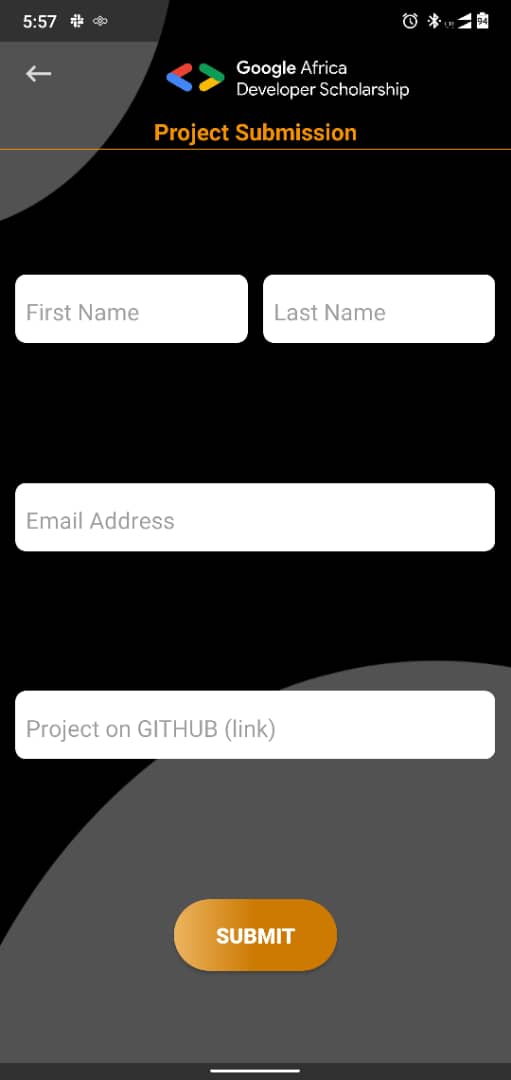 5:57
94
Google Africa
Developer Scholarship
Project Submission
First Name
Last Name
Email Address
Project on GITHUB (link)
SUBMIT